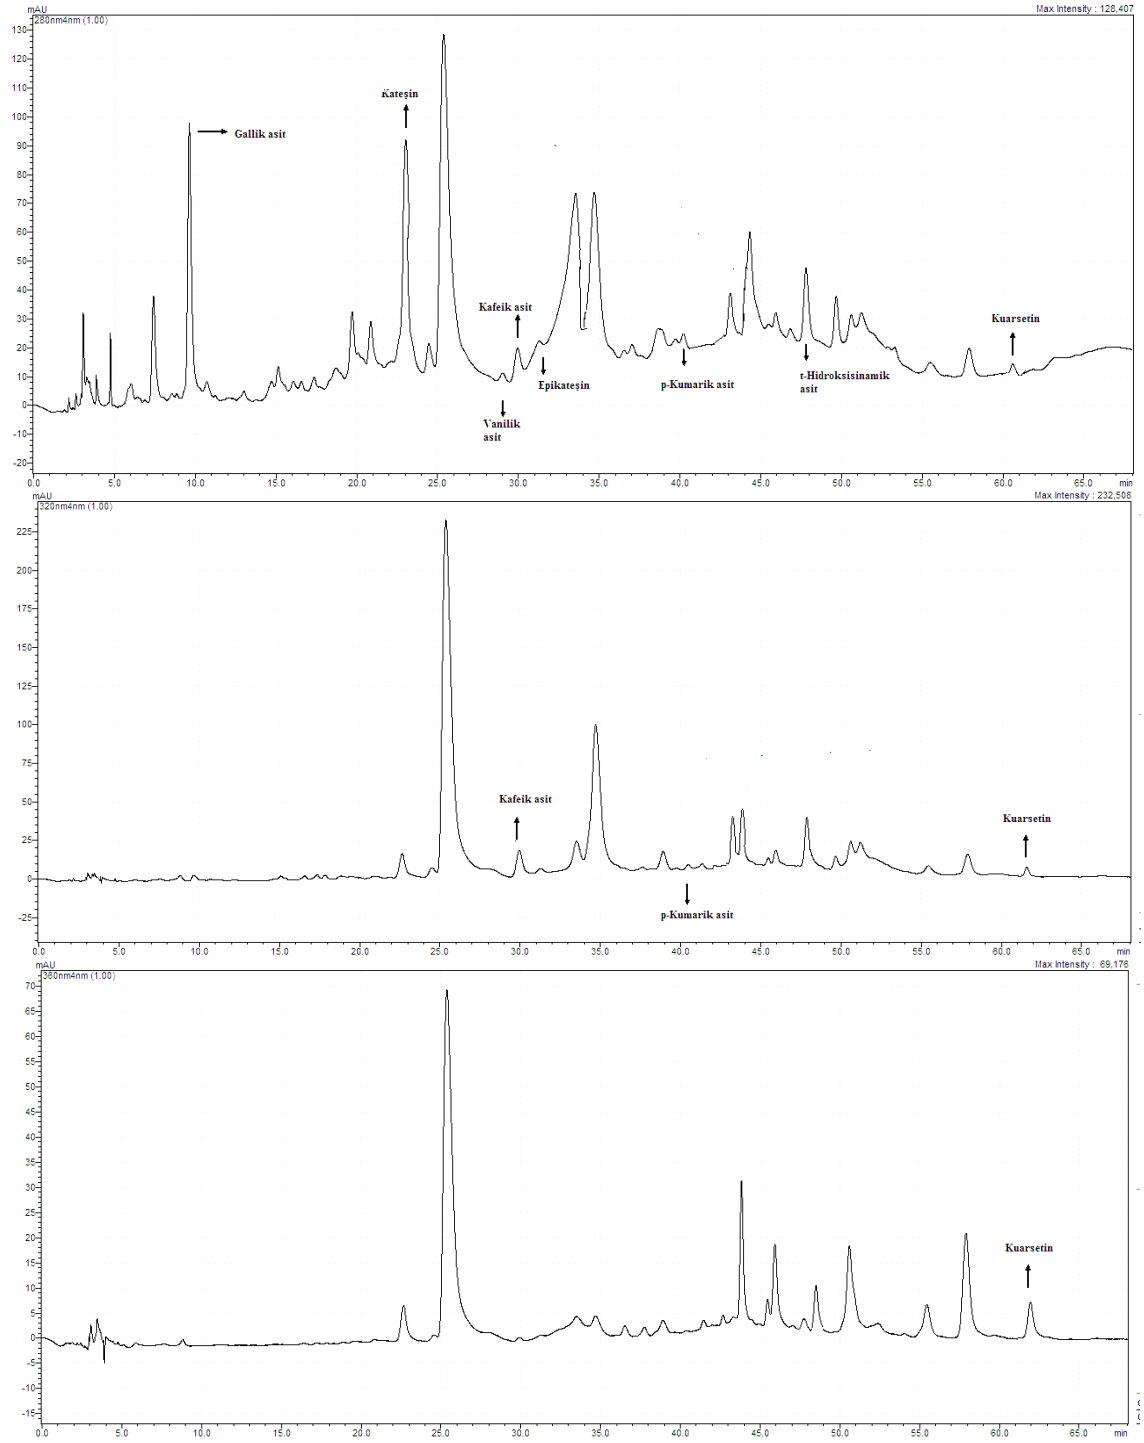 mAU
Max Intensity : 128,407
280nm4nm (1.00)
130
120
110
100
90
80
70
60
50
40
30
20
10
0
-10
-20
Kateşin
Gallik asit
Kafeik asit
Kuarsetin
Epikateşin
p-Kumarik asit
t-Hidroksisinamik
asit
Vanilik
asit
0.0 5.0 10.0 15.0 20.0 25.0 30.0 35.0 40.0 45.0 50.0 55.0 60.0 65.0 min
mAU
Max Intensity : 232,508
320nm4nm (1.00)
225
200
175
150
125
100
75
50
25
0
-25
Kafeik asit
Kuarsetin
p-Kumarik asit
0.0 5.0 10.0 15.0 20.0 25.0 30.0 35.0 40.0 45.0 50.0 55.0 60.0 65.0 min
mAU
Max Intensity : 69,176
360nm4nm (1.00)
70
65
60
55
50
45
40
35
30
25
20
15
10
5
0
-5
-10
-15
Kuarsetin
0.0 5.0 10.0 15.0 20.0 25.0 30.0 35.0 40.0 45.0 50.0 55.0 60.0 65.0 min